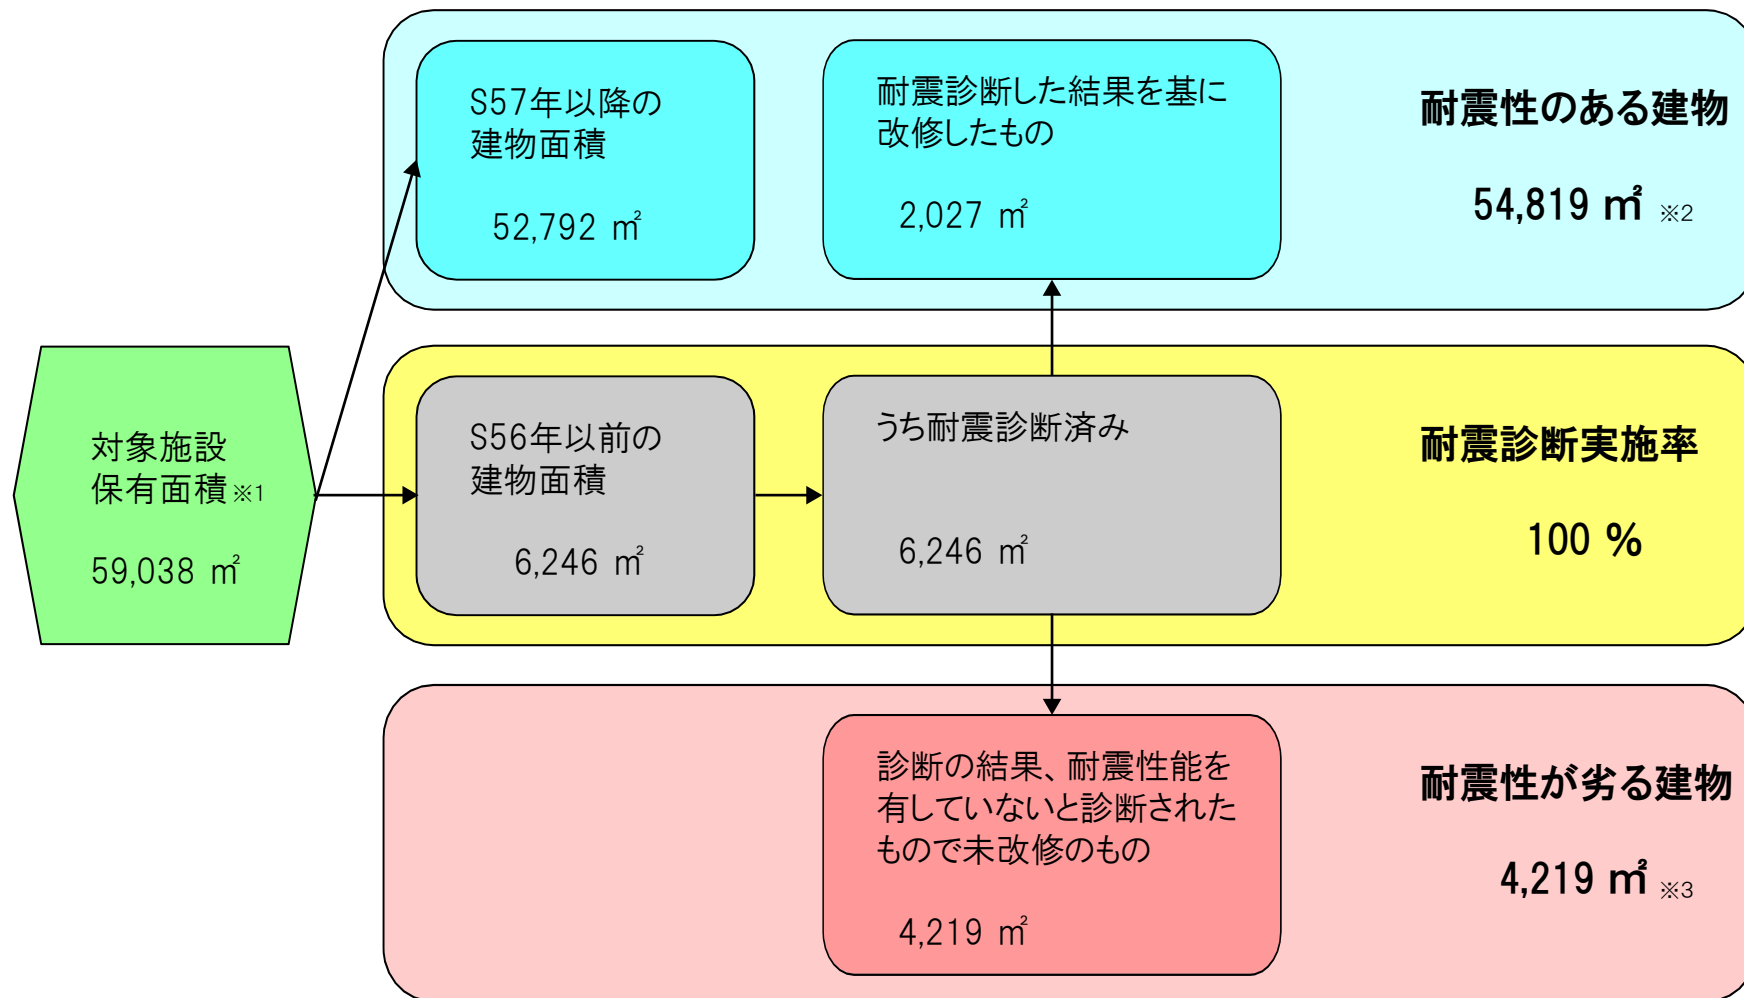 S57年以降の
建物面積
52,792 ㎡
耐震診断した結果を基に
改修したもの
2,027 ㎡
耐震性のある建物
54,819 ㎡ ※2
対象施設
保有面積※1
59,038 ㎡
S56年以前の
建物面積
6,246 ㎡
うち耐震診断済み
6,246 ㎡
耐震診断実施率
100 %
診断の結果、耐震性能を
有していないと診断された
もので未改修のもの
4,219 ㎡
耐震性が劣る建物
4,219 ㎡ ※3